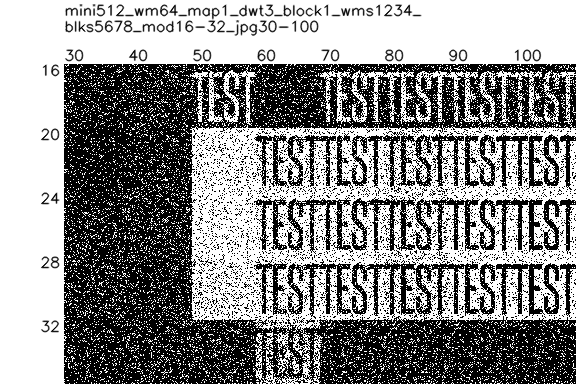 mini512_wm64_map1_dwt3_block1_wms1234_
blks5678_mod16-32_jpg30-100
30 40 50 60 70 80 90 100
16 TEST TESTTESTTESTTEST
20 TESTTESTTESTTESTTEST
24 TESTTESTTESTTESTTEST
28 TESTTESTTESTTESTTEST
32 TEST